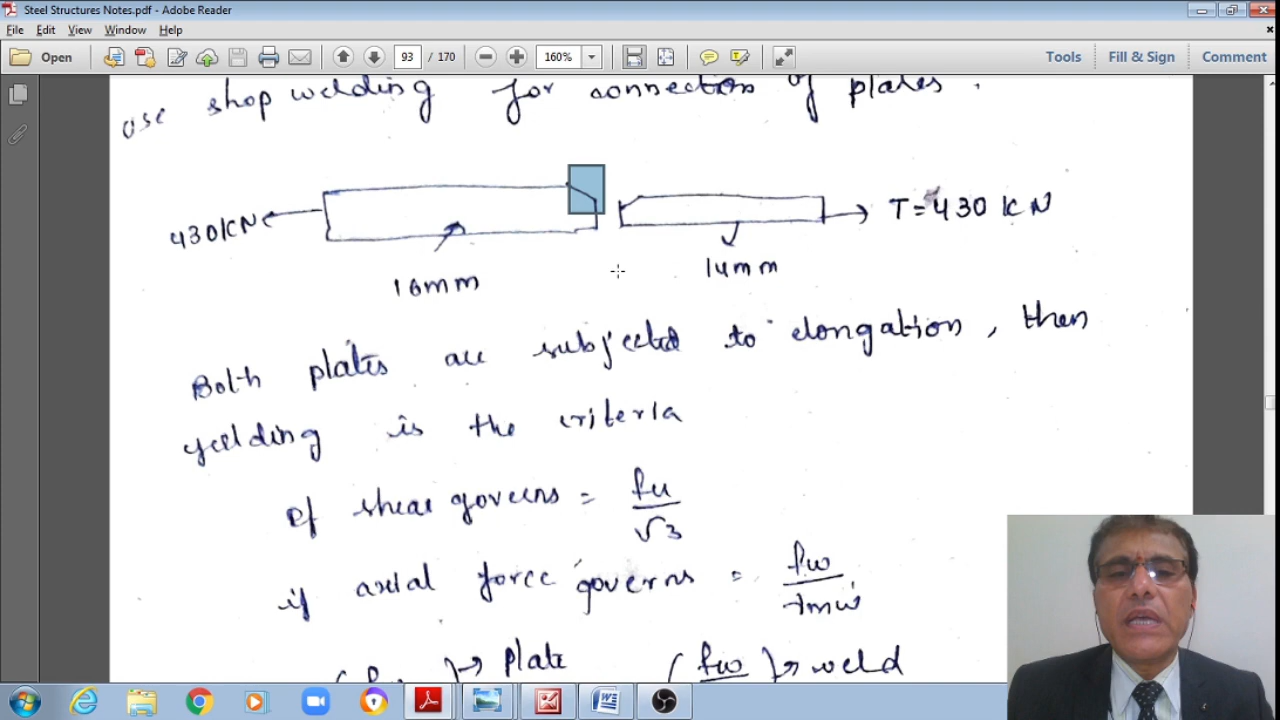 Steel Structures Notes.pdf - Adobe Reader
File Edit View Window Help
Open 93 / 170 160% Tools Fill & Sign Comment
use shop welding for connection of plates.
430KN T=430 KN
16mm 14mm
Both plates are subjected to elongation, then
yielding is the criteria
If shear governs = fu
√3
if axial force governs = fw
γmw
→ plate (fw )→ weld